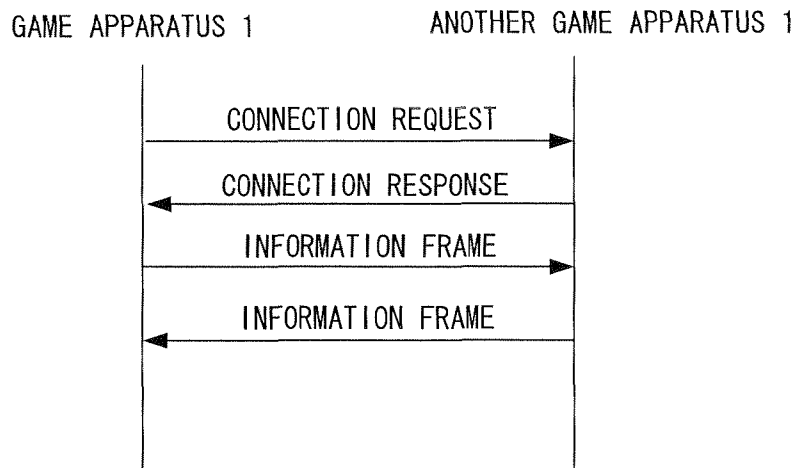 GAME APPARATUS 1
ANOTHER GAME APPARATUS 1
CONNECTION REQUEST
CONNECTION RESPONSE
INFORMATION FRAME
INFORMATION FRAME